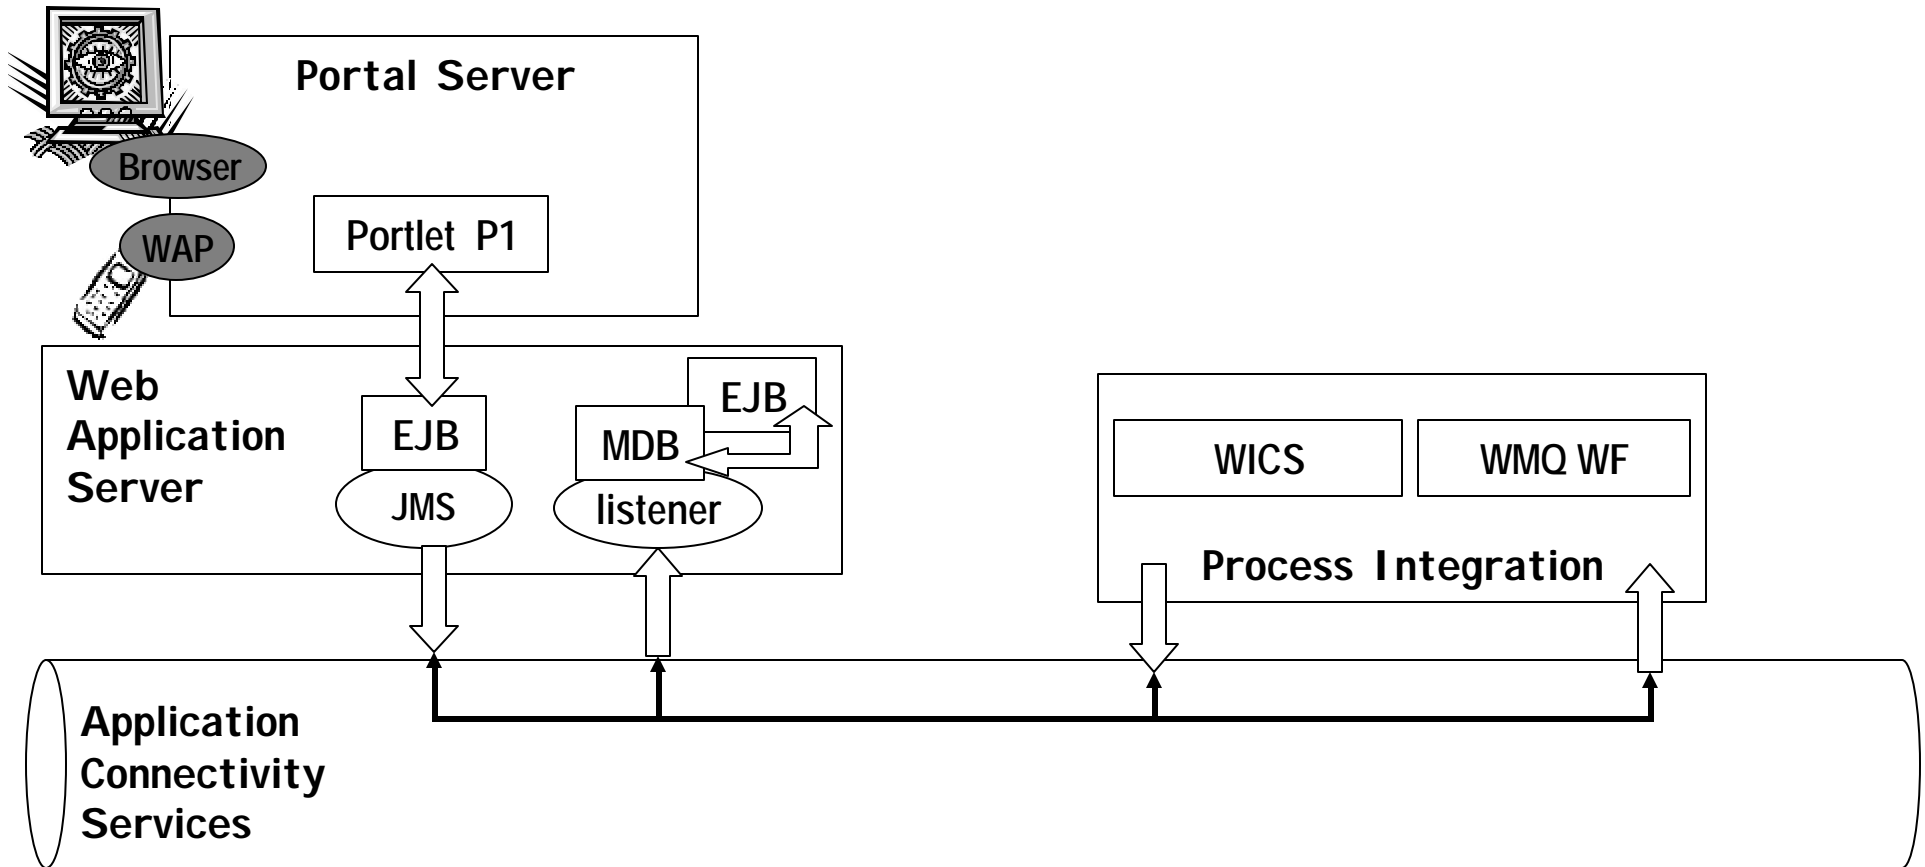 Portal Server
Browser
WAP
Portlet P1
Web
Application
Server
EJB
JMS
EJB
MDB
listener
WICS
WMQ WF
Process Integration
Application
Connectivity
Services